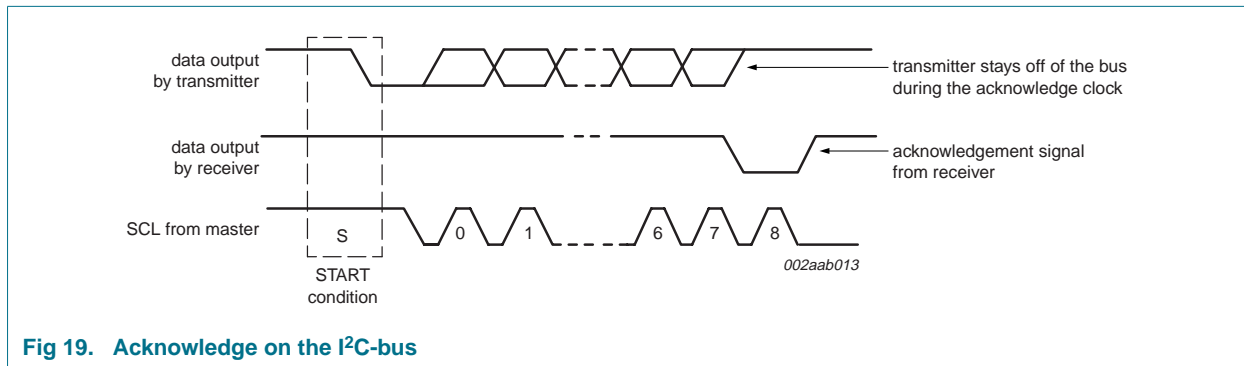 data output
by transmitter
transmitter stays off of the bus
during the acknowledge clock
data output
by receiver
acknowledgement signal
from receiver
SCL from master
S
0
1
6
7
8
002aab013
START
condition
Fig 19. Acknowledge on the I²C-bus